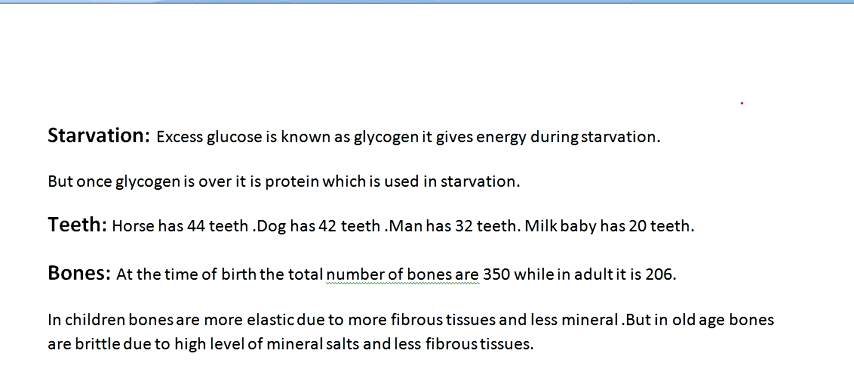 Starvation: Excess glucose is known as glycogen it gives energy during starvation.
But once glycogen is over it is protein which is used in starvation.
Teeth: Horse has 44 teeth .Dog has 42 teeth .Man has 32 teeth. Milk baby has 20 teeth.
Bones: At the time of birth the total number of bones are 350 while in adult it is 206.
In children bones are more elastic due to more fibrous tissues and less mineral .But in old age bones
are brittle due to high level of mineral salts and less fibrous tissues.